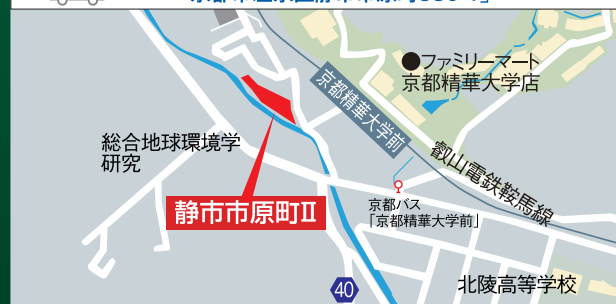 ●ファミリーマート
京都精華大学店
京都精華大学前
総合地球環境学
研究
叡山電鉄鞍馬線
静市市原町Ⅱ
京都バス
「京都精華大学前」
北陵高等学校
40